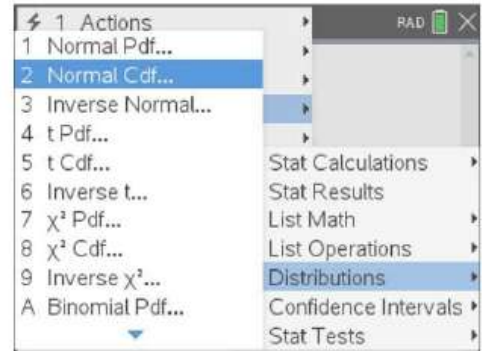 1 Actions
RAD
1 Normal Pdf...
2 Normal Cdf...
3 Inverse Normal...
4 t Pdf...
5 t Cdf...
6 Inverse t...
7 χ² Pdf...
8 χ² Cdf...
9 Inverse χ²...
A Binomial Pdf...
Stat Calculations
Stat Results
List Math
List Operations
Distributions
Confidence Intervals
Stat Tests